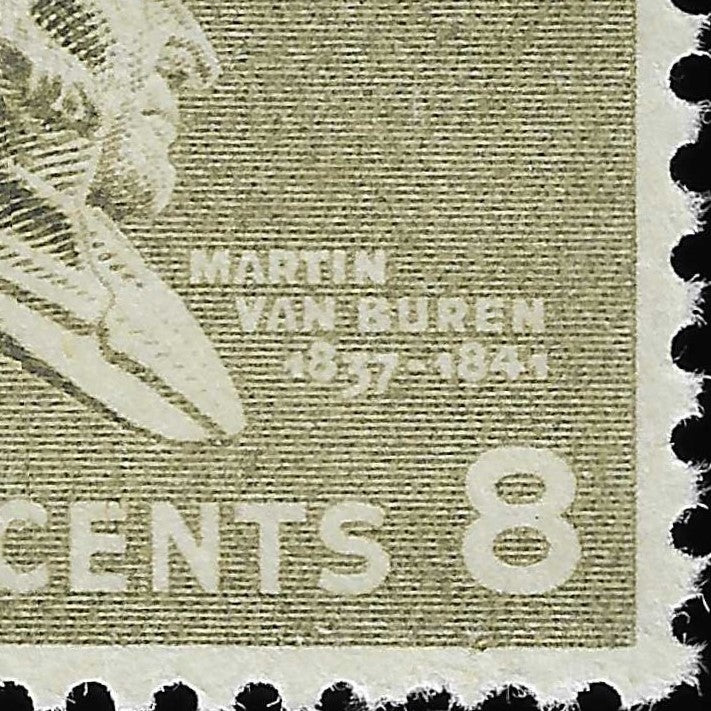 MARTIN
VAN BUREN
1837-1841
CENTS 8